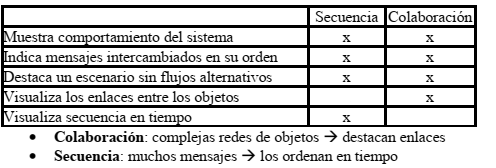 Secuencia Colaboración
Muestra comportamiento del sistema x x
Indica mensajes intercambiados en su orden x x
Destaca un escenario sin flujos alternativos x x
Visualiza los enlaces entre los objetos x
Visualiza secuencia en tiempo x
• Colaboración: complejas redes de objetos → destacan enlaces
• Secuencia: muchos mensajes → los ordenan en tiempo